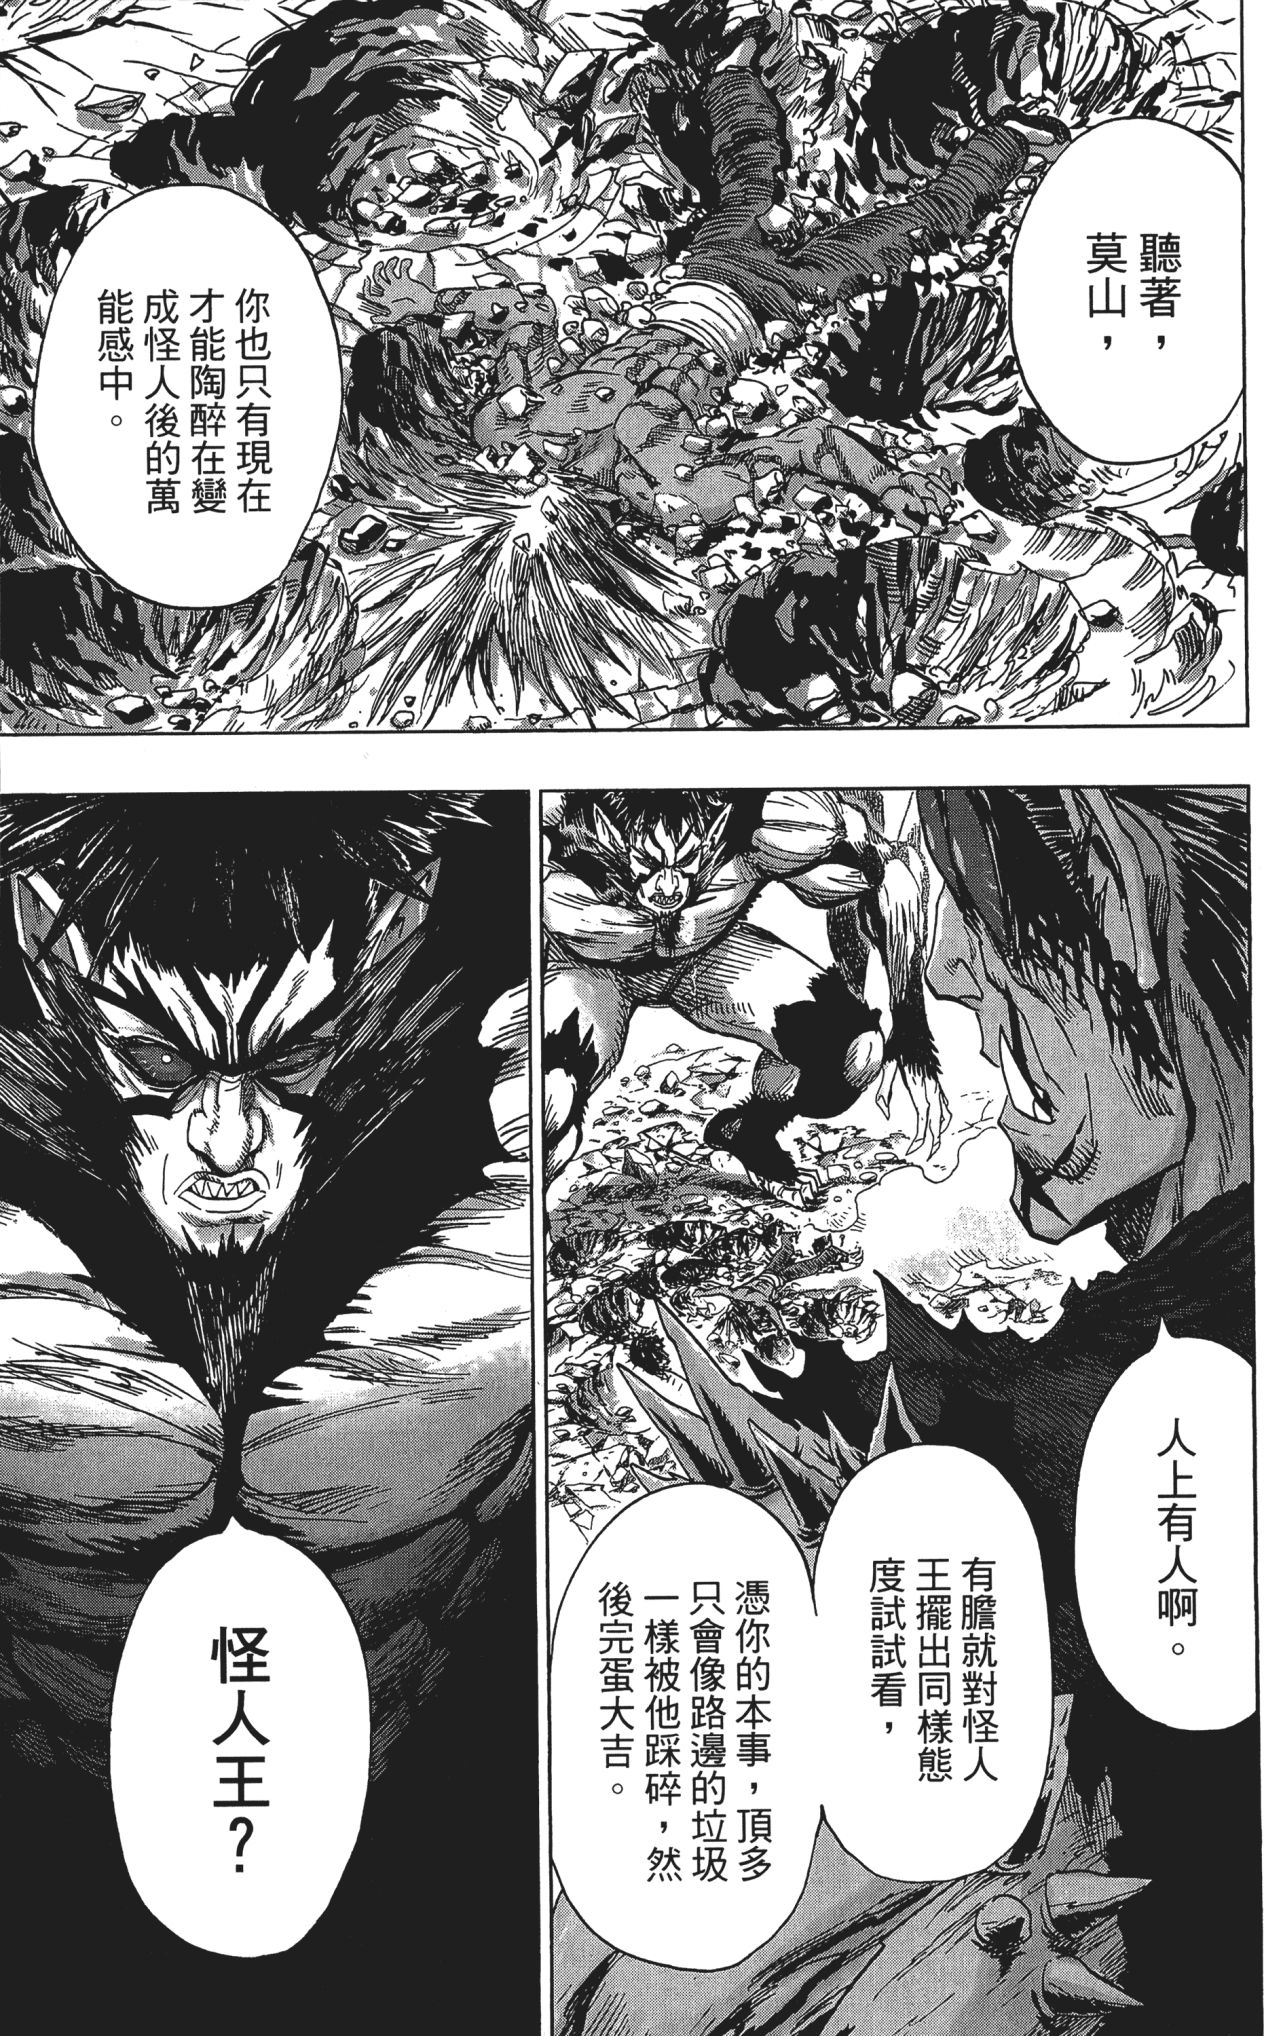 聽著，
莫山，
你也只有現在
才能陶醉在變
成怪人後的萬
能感中。
人上有人啊。
有膽就對怪人
王擺出同樣態
度試試看，
憑你的本事，頂多
只會像路邊的垃圾
一樣被他踩碎，然
後完蛋大吉。
怪人王？